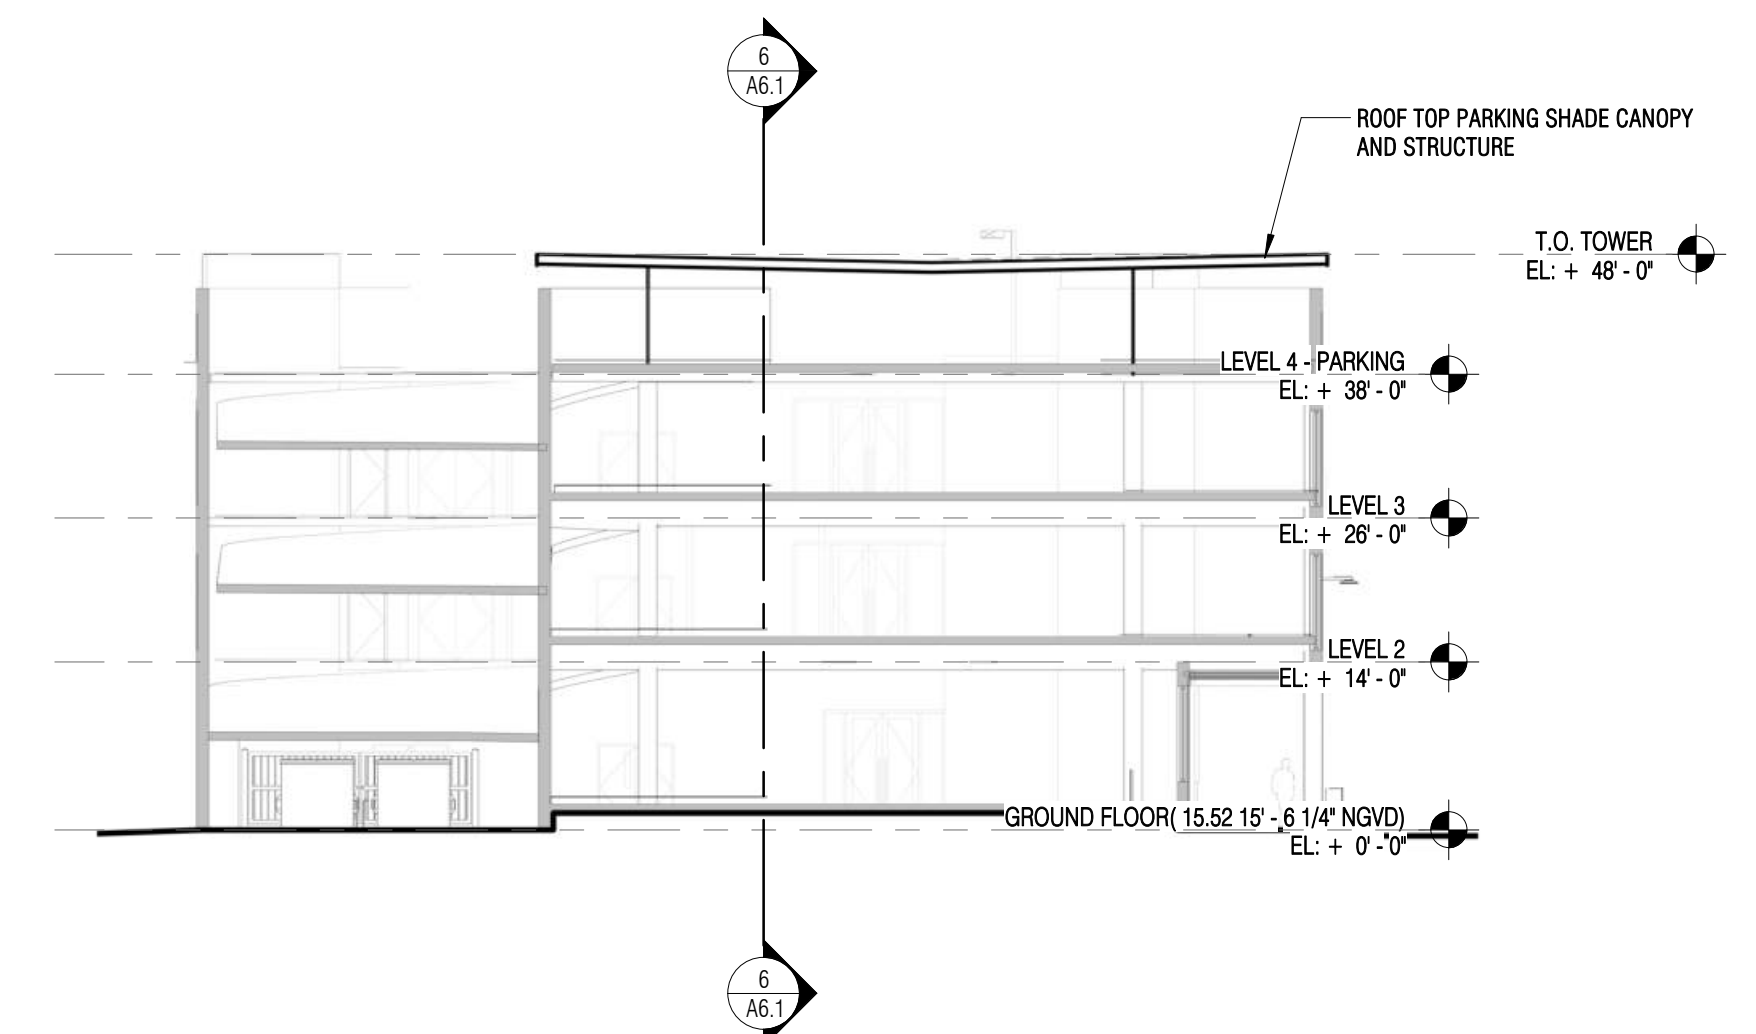 6
A6.1
ROOF TOP PARKING SHADE CANOPY
AND STRUCTURE
T.O. TOWER
EL: + 48' - 0"
LEVEL 4 - PARKING
EL: + 38' - 0"
LEVEL 3
EL: + 26' - 0"
LEVEL 2
EL: + 14' - 0"
GROUND FLOOR( 15.52 15' - 6 1/4" NGVD)
EL: + 0' - 0"
6
A6.1